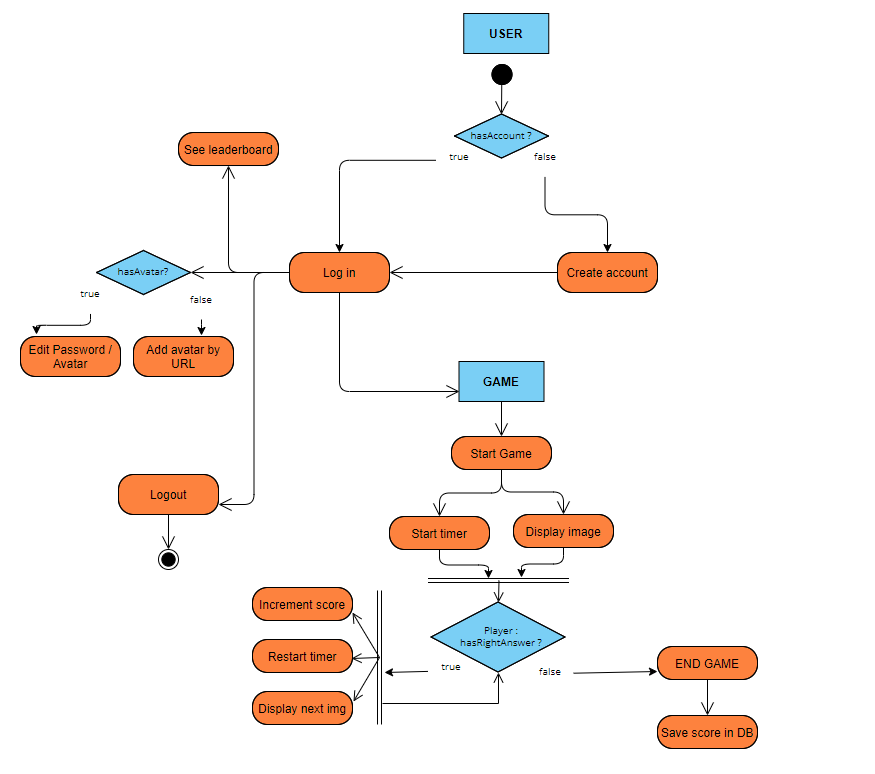 USER
hasAccount ?
true
false
See leaderboard
hasAvatar?
true
false
Log in
Create account
Edit Password /
Avatar
Add avatar by
URL
GAME
Start Game
Logout
Start timer
Display image
Increment score
Restart timer
Display next img
Player :
hasRightAnswer ?
true
false
END GAME
Save score in DB